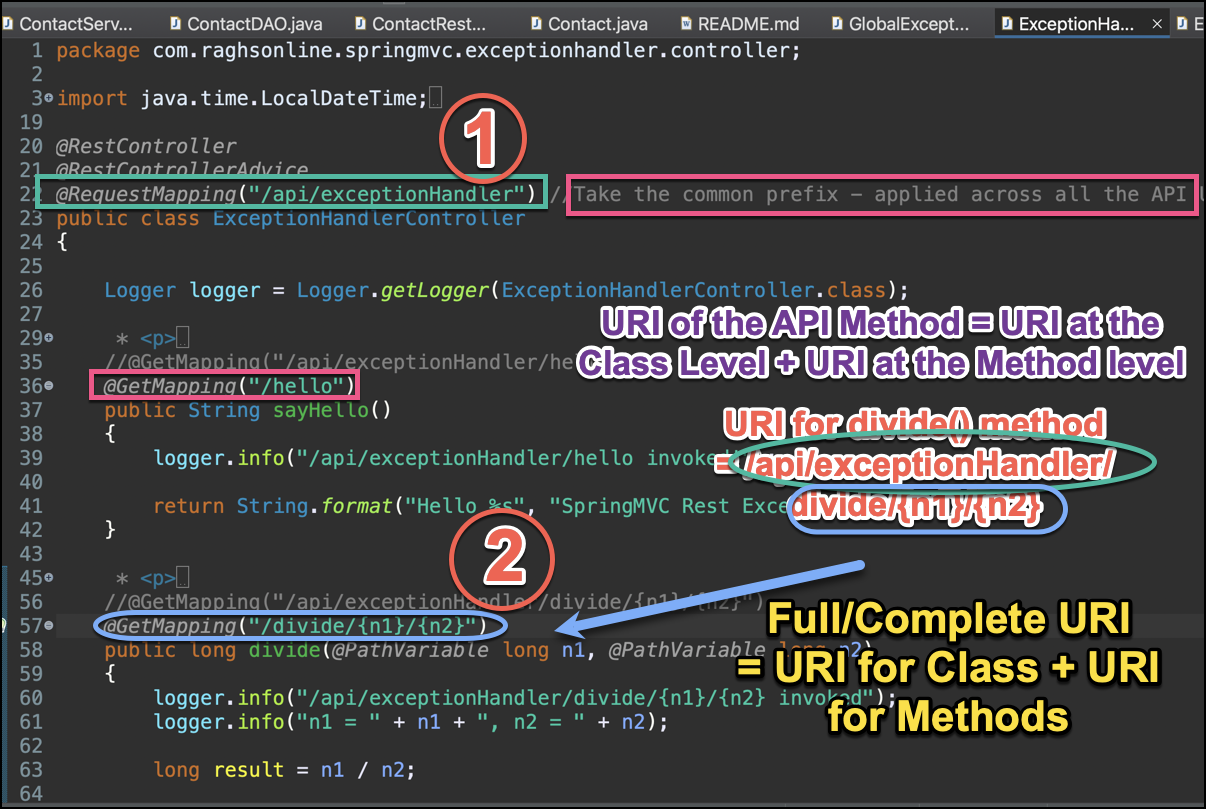 ContactServ... ContactDAO.java ContactRest... Contact.java README.md GlobalExcept... ExceptionHa...
1 package com.raghsonline.springmvc.exceptionhandler.controller;
2
3 import java.time.LocalDateTime;
19
20 @RestController
21 @RestControllerAdvice
22 @RequestMapping("/api/exceptionHandler") // Take the common prefix – applied across all the API
23 public class ExceptionHandlerController
24 {
25
26 Logger logger = Logger.getLogger(ExceptionHandlerController.class);
27
29 * <p>
35 //@GetMapping("/api/exceptionHandler/he
36 @GetMapping("/hello")
37 public String sayHello()
38 {
39 logger.info("/api/exceptionHandler/hello invoked
40
41 return String.format("Hello %s", "SpringMVC Rest Exce
42 }
43
45 * <p>
56 //@GetMapping("/api/exceptionHandler/divide/{n1}/{n2}")
57 @GetMapping("/divide/{n1}/{n2}")
58 public long divide(@PathVariable long n1, @PathVariable long n2)
59 {
60 logger.info("/api/exceptionHandler/divide/{n1}/{n2} invoked");
61 logger.info("n1 = " + n1 + ", n2 = " + n2);
62
63 long result = n1 / n2;
64
1
URI of the API Method = URI at the
Class Level + URI at the Method level
URI for divide() method
= /api/exceptionHandler/
divide/{n1}/{n2}
2
Full/Complete URI
= URI for Class + URI
for Methods